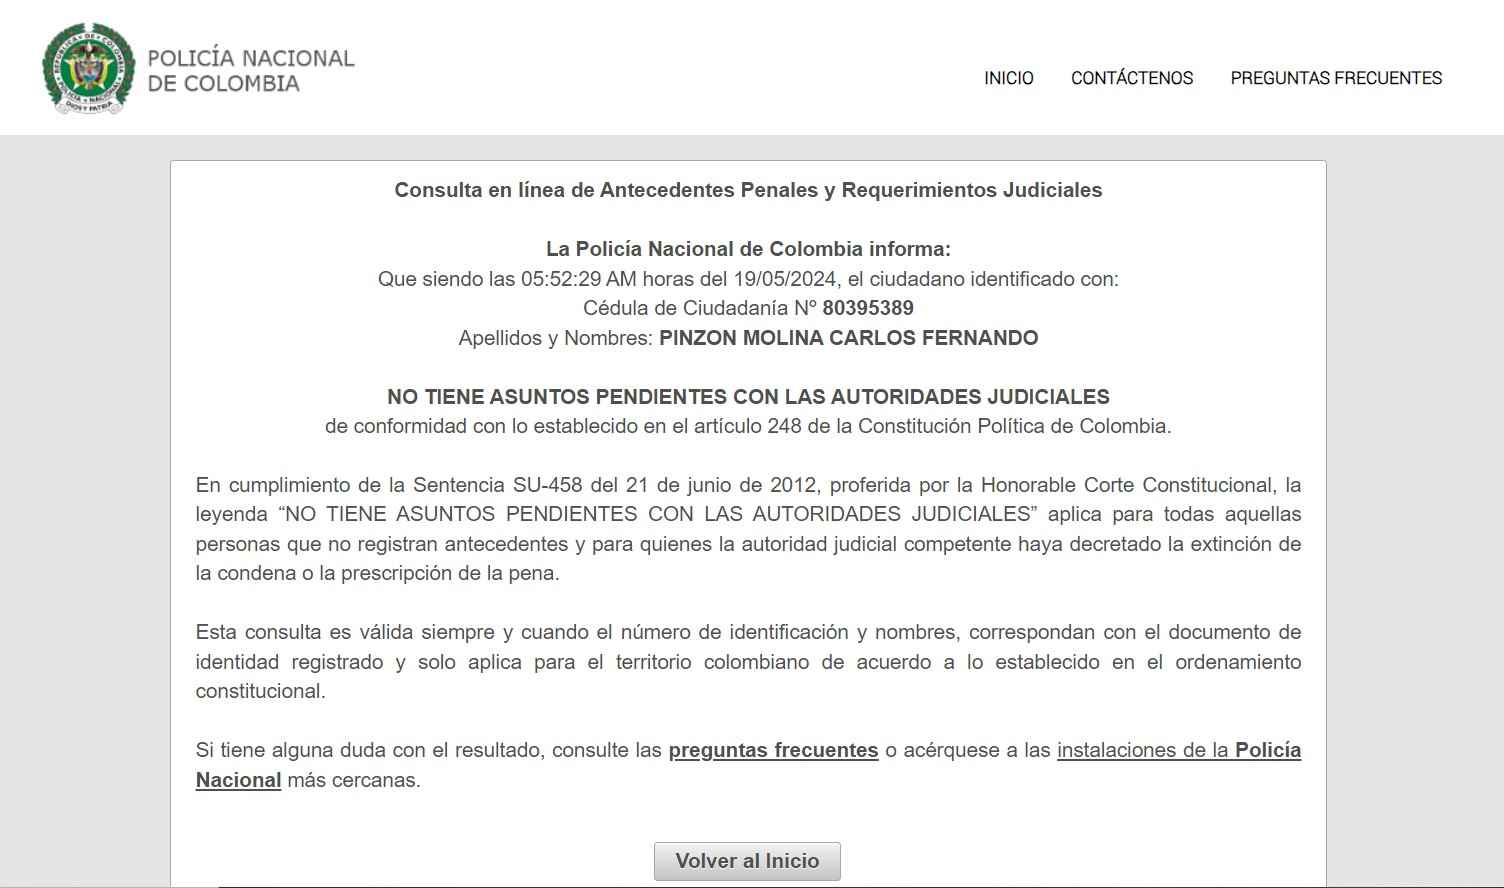 POLICÍA NACIONAL
DE COLOMBIA
INICIO
CONTÁCTENOS
PREGUNTAS FRECUENTES
Consulta en línea de Antecedentes Penales y Requerimientos Judiciales
La Policía Nacional de Colombia informa:
Que siendo las 05:52:29 AM horas del 19/05/2024, el ciudadano identificado con:
Cédula de Ciudadanía Nº 80395389
Apellidos y Nombres: PINZON MOLINA CARLOS FERNANDO
NO TIENE ASUNTOS PENDIENTES CON LAS AUTORIDADES JUDICIALES
de conformidad con lo establecido en el artículo 248 de la Constitución Política de Colombia.
En cumplimiento de la Sentencia SU-458 del 21 de junio de 2012, proferida por la Honorable Corte Constitucional, la
leyenda “NO TIENE ASUNTOS PENDIENTES CON LAS AUTORIDADES JUDICIALES” aplica para todas aquellas
personas que no registran antecedentes y para quienes la autoridad judicial competente haya decretado la extinción de
la condena o la prescripción de la pena.
Esta consulta es válida siempre y cuando el número de identificación y nombres, correspondan con el documento de
identidad registrado y solo aplica para el territorio colombiano de acuerdo a lo establecido en el ordenamiento
constitucional.
Si tiene alguna duda con el resultado, consulte las preguntas frecuentes o acérquese a las instalaciones de la Policía
Nacional más cercanas.
Volver al Inicio